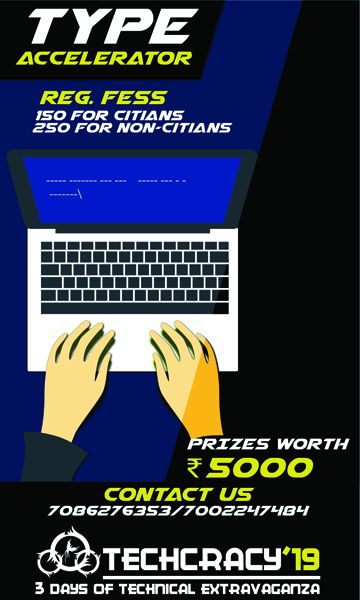 TYPE
ACCELERATOR
REG. FESS
150 FOR CITIANS
250 FOR NON-CITIANS
PRIZES WORTH
₹ 5000
CONTACT US
7086276353/7002247484
TECHCRACY'19
3 DAYS OF TECHNICAL EXTRAVAGANZA